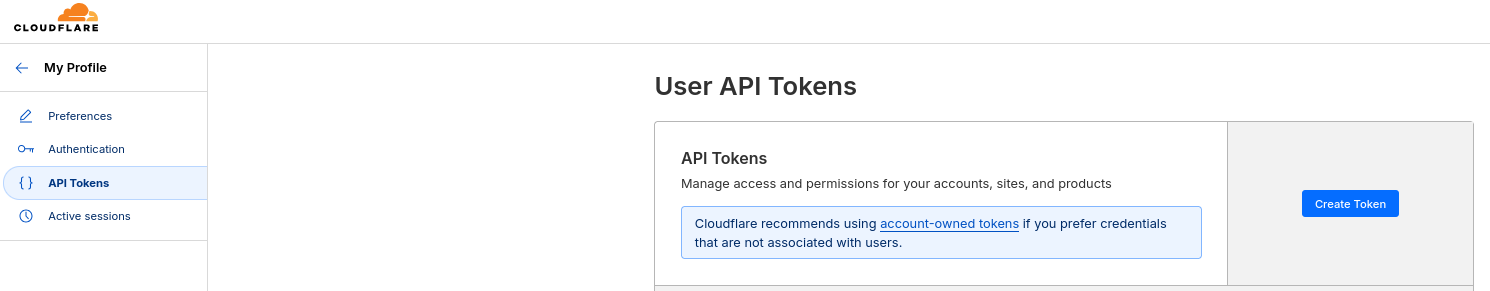 CLOUDFLARE
My Profile
Preferences
Authentication
API Tokens
Active sessions
User API Tokens
API Tokens
Manage access and permissions for your accounts, sites, and products
Cloudflare recommends using account-owned tokens if you prefer credentials
that are not associated with users.
Create Token